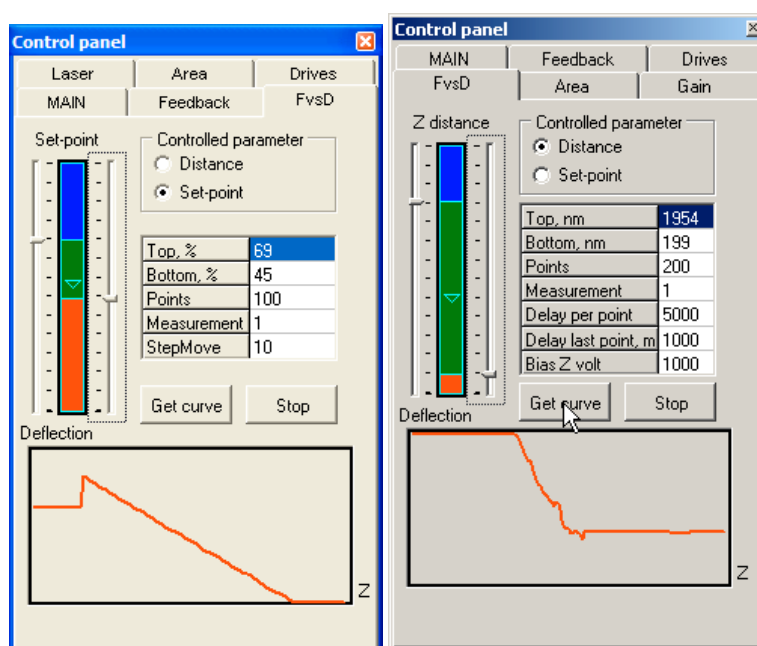 Control panel
Laser Area Drives
MAIN Feedback FvsD
Set-point Controlled parameter
Distance
Set-point
Top, % 69
Bottom, % 45
Points 100
Measurement 1
StepMove 10
Get curve Stop
Deflection
Z
Control panel
MAIN Feedback Drives
FvsD Area Gain
Z distance Controlled parameter
Distance
Set-point
Top, nm 1954
Bottom, nm 199
Points 200
Measurement 1
Delay per point 5000
Delay last point, m 1000
Bias Z volt 1000
Get curve Stop
Deflection
Z